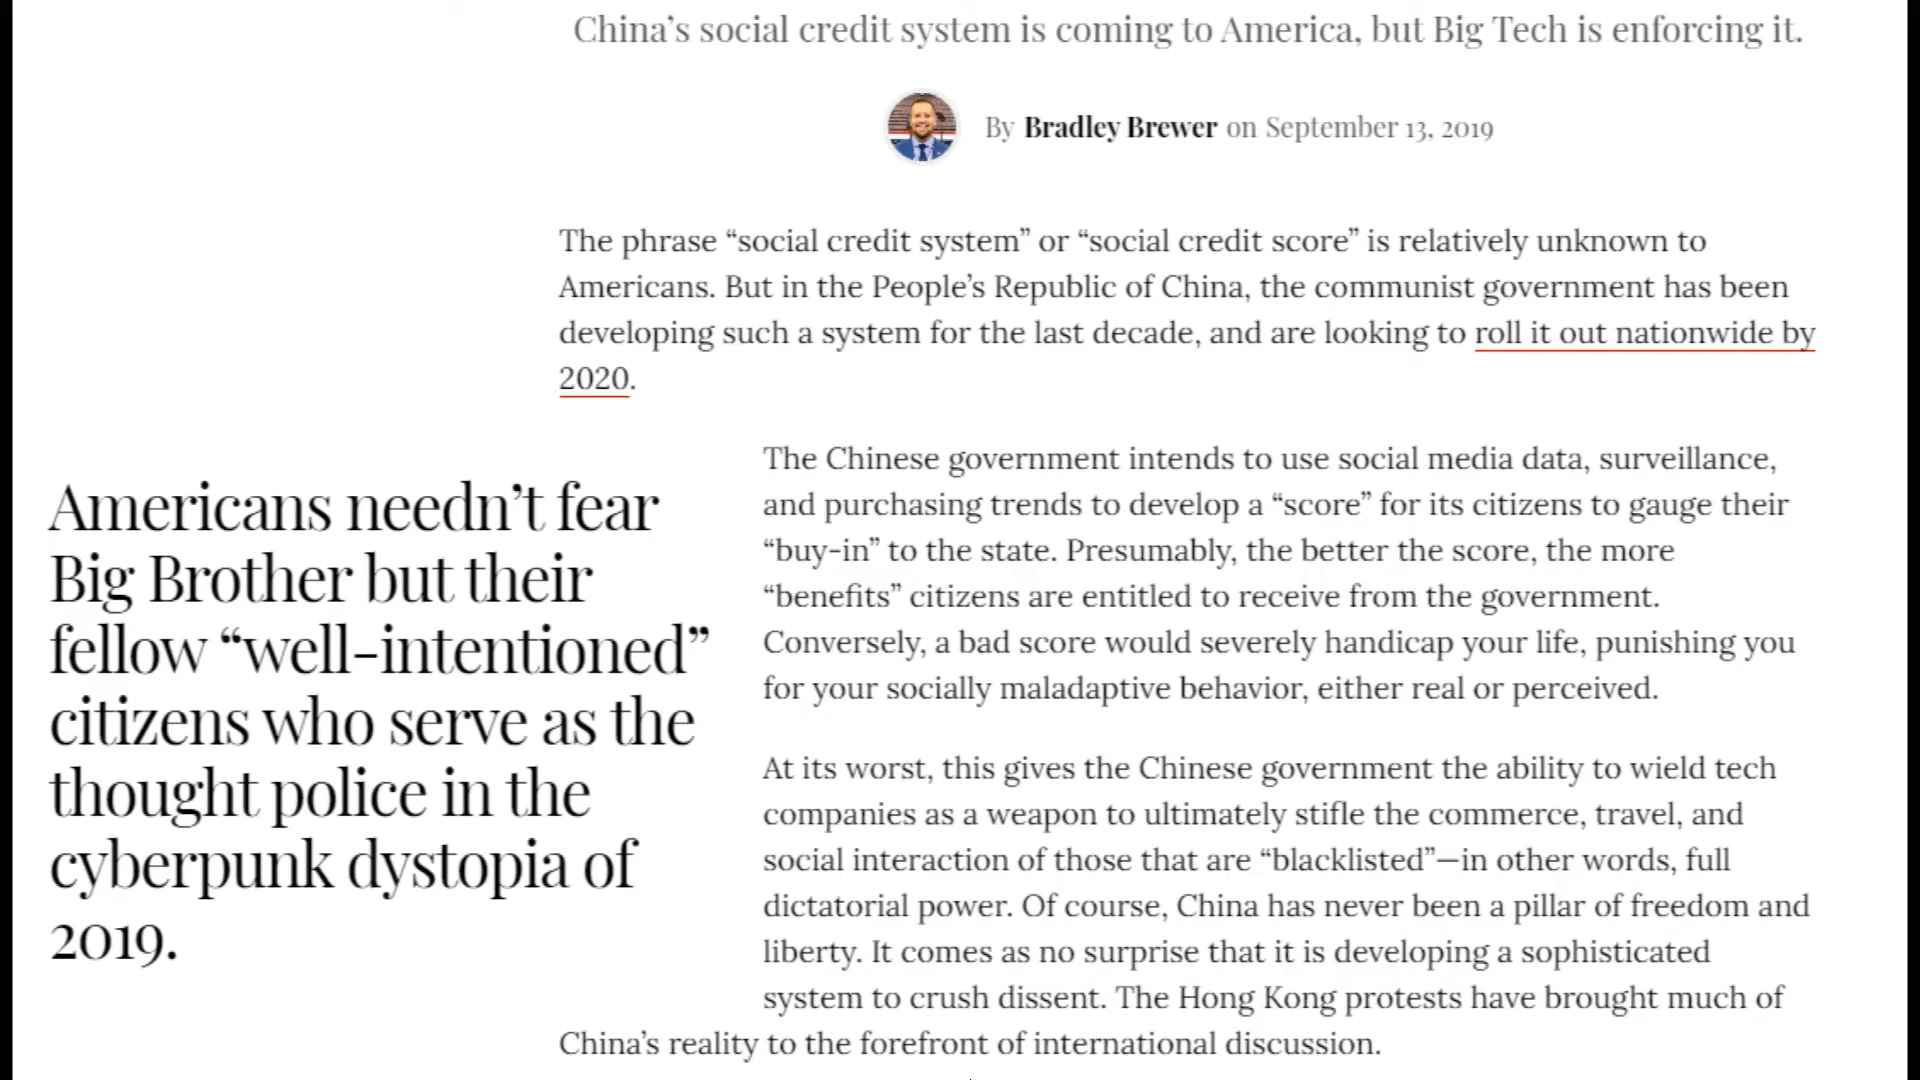 China’s social credit system is coming to America, but Big Tech is enforcing it.
By Bradley Brewer on September 13, 2019
The phrase “social credit system” or “social credit score” is relatively unknown to
Americans. But in the People’s Republic of China, the communist government has been
developing such a system for the last decade, and are looking to roll it out nationwide by
2020.
Americans needn’t fear
Big Brother but their
fellow “well-intentioned”
citizens who serve as the
thought police in the
cyberpunk dystopia of
2019.
The Chinese government intends to use social media data, surveillance,
and purchasing trends to develop a “score” for its citizens to gauge their
“buy-in” to the state. Presumably, the better the score, the more
“benefits” citizens are entitled to receive from the government.
Conversely, a bad score would severely handicap your life, punishing you
for your socially maladaptive behavior, either real or perceived.
At its worst, this gives the Chinese government the ability to wield tech
companies as a weapon to ultimately stifle the commerce, travel, and
social interaction of those that are “blacklisted”—in other words, full
dictatorial power. Of course, China has never been a pillar of freedom and
liberty. It comes as no surprise that it is developing a sophisticated
system to crush dissent. The Hong Kong protests have brought much of
China’s reality to the forefront of international discussion.